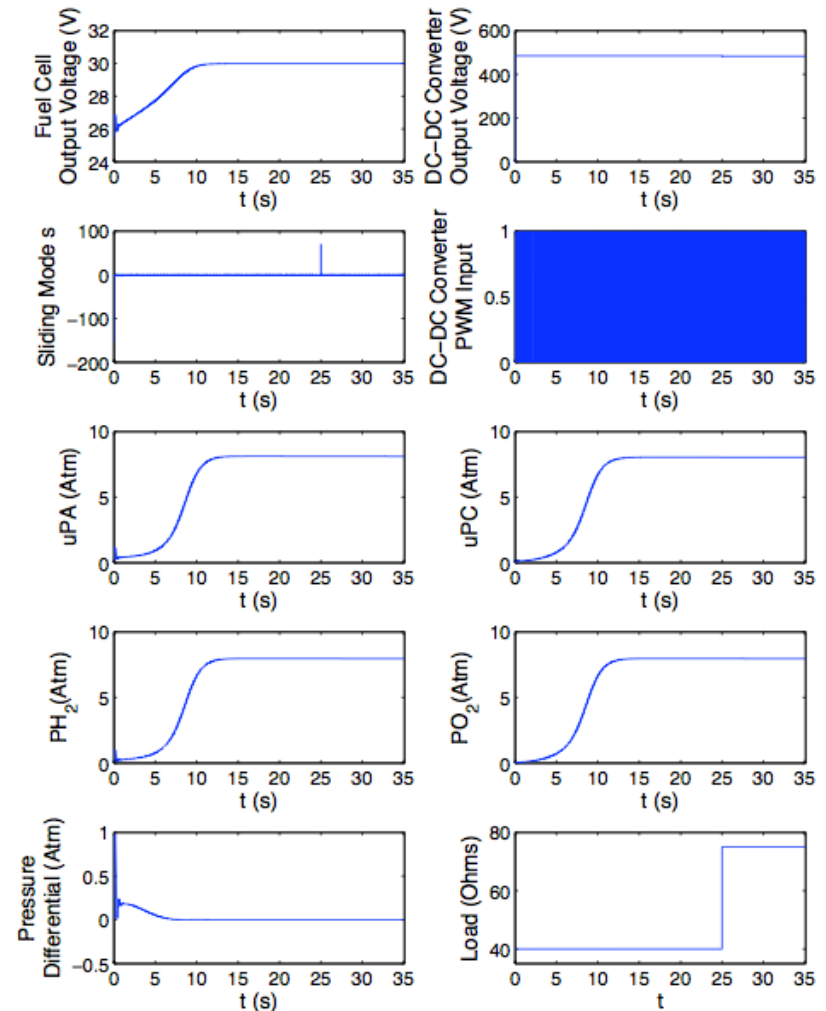 Fuel Cell
Output Voltage (V)
32
30
28
26
24
0 5 10 15 20 25 30 35
t (s)
DC−DC Converter
Output Voltage (V)
600
400
200
0
0 5 10 15 20 25 30 35
t (s)
Sliding Mode s
100
0
−100
−200
0 5 10 15 20 25 30 35
t (s)
DC−DC Converter
PWM Input
1
0.5
0
0 5 10 15 20 25 30 35
t (s)
uPA (Atm)
10
5
0
0 5 10 15 20 25 30 35
t (s)
uPC (Atm)
10
5
0
0 5 10 15 20 25 30 35
t (s)
PH2(Atm)
10
5
0
0 5 10 15 20 25 30 35
t (s)
PO2(Atm)
10
5
0
0 5 10 15 20 25 30 35
t (s)
Pressure
Differential (Atm)
1
0.5
0
−0.5
0 5 10 15 20 25 30 35
t (s)
Load (Ohms)
80
60
40
0 5 10 15 20 25 30 35
t